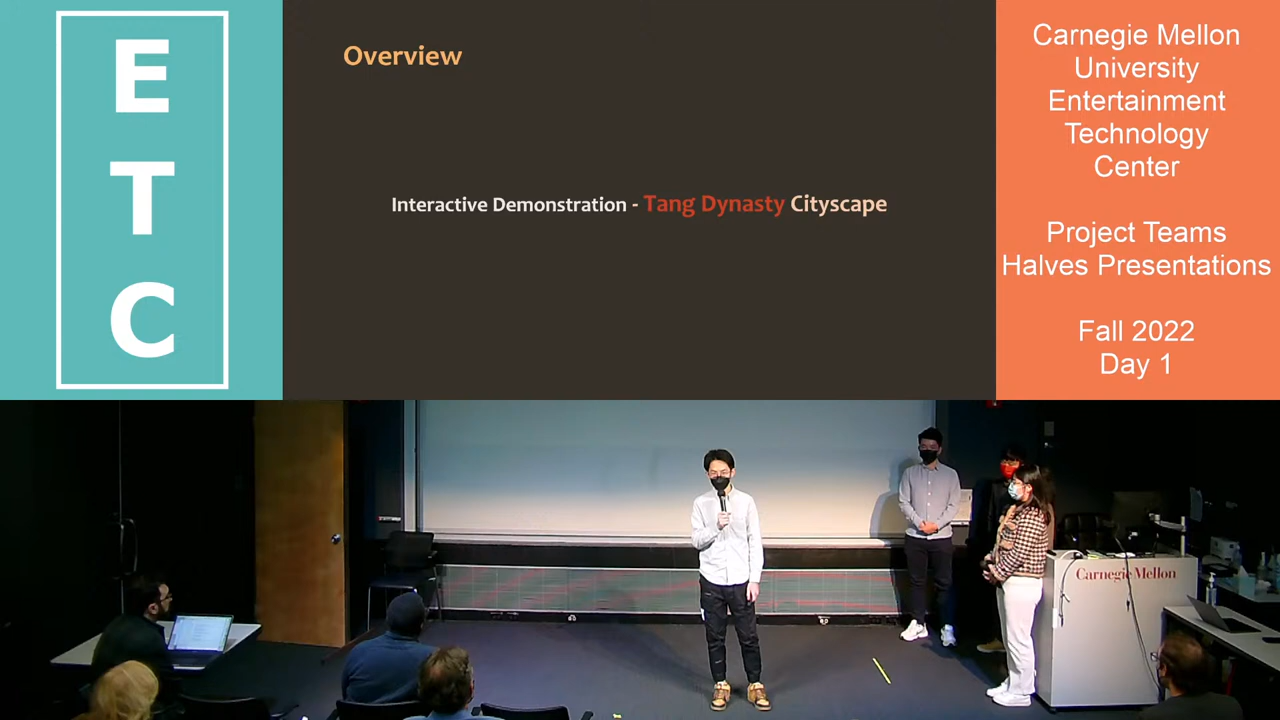 E
T
C
Overview
Interactive Demonstration - Tang Dynasty Cityscape
Carnegie Mellon
University
Entertainment
Technology
Center
Project Teams
Halves Presentations
Fall 2022
Day 1
Carnegie Mellon